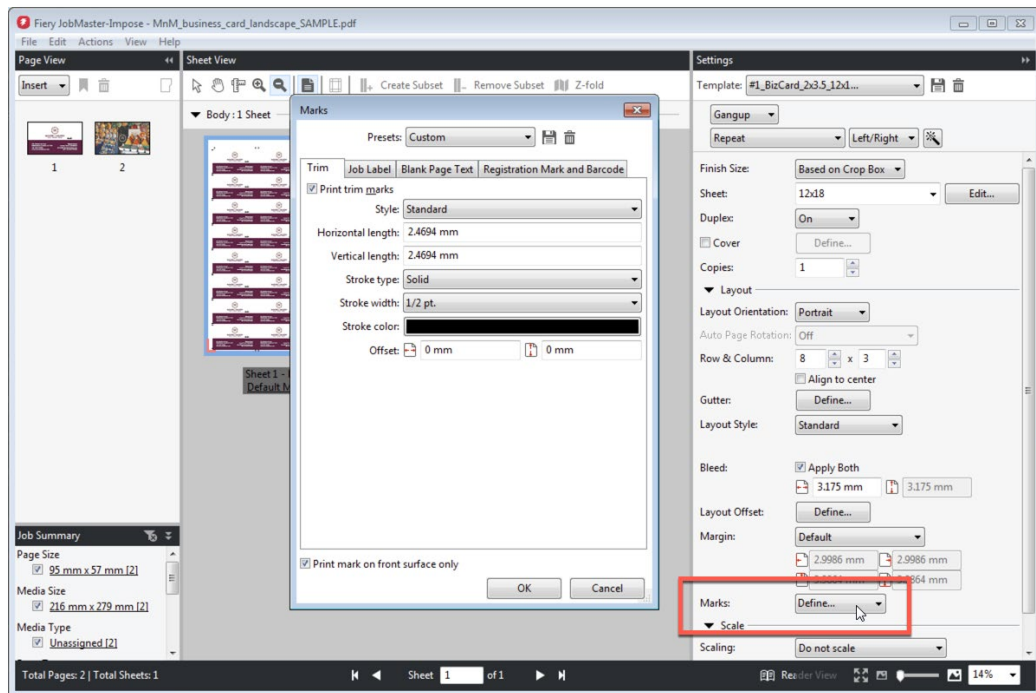 Fiery JobMaster-Impose - MnM_business_card_landscape_SAMPLE.pdf
File Edit Actions View Help
Page View
Insert
1 2
Job Summary
Page Size
95 mm x 57 mm [2]
Media Size
216 mm x 279 mm [2]
Media Type
Unassigned [2]
Sheet View
Create Subset Remove Subset Z-fold
Body : 1 Sheet
Sheet 1 -
Default M
Marks
Presets: Custom
Trim Job Label Blank Page Text Registration Mark and Barcode
Print trim marks
Style: Standard
Horizontal length: 2.4694 mm
Vertical length: 2.4694 mm
Stroke type: Solid
Stroke width: 1/2 pt.
Stroke color:
Offset: 0 mm 0 mm
Print mark on front surface only
OK Cancel
Settings
Template: #1_BizCard_2x3.5_12x1...
Gangup
Repeat Left/Right
Finish Size: Based on Crop Box
Sheet: 12x18 Edit...
Duplex: On
Cover Define...
Copies: 1
Layout
Layout Orientation: Portrait
Auto Page Rotation: Off
Row & Column: 8 x 3
Align to center
Gutter: Define...
Layout Style: Standard
Bleed: Apply Both
3.175 mm 3.175 mm
Layout Offset: Define...
Margin: Default
2.9986 mm 2.9986 mm
Marks: Define...
Scale
Scaling: Do not scale
Total Pages: 2 | Total Sheets: 1 Sheet 1 of 1 Reader View 14%